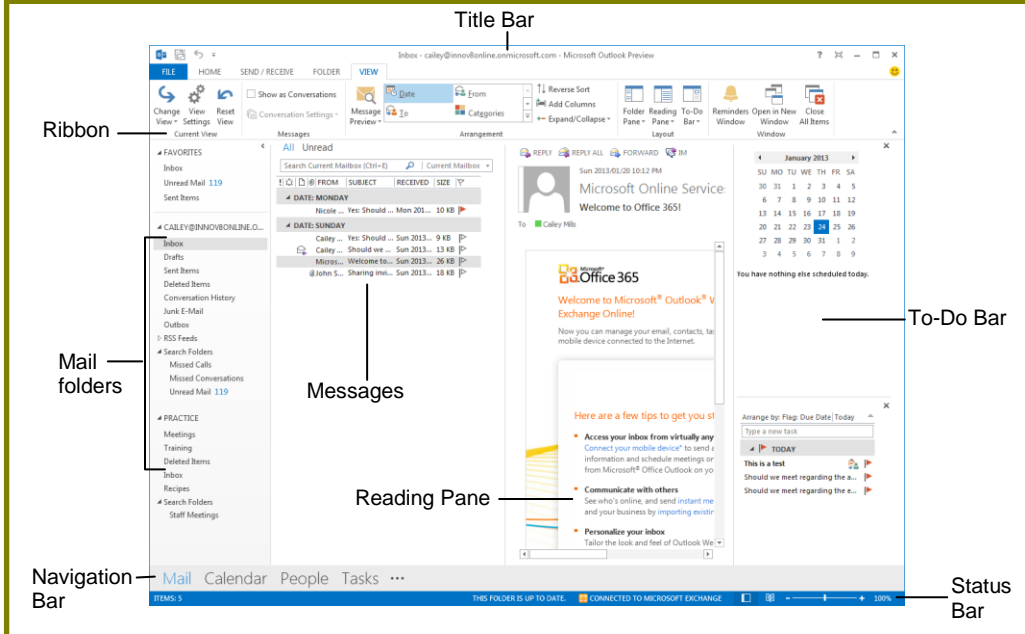 Title Bar
Inbox - cailey@innov8online.onmicrosoft.com - Microsoft Outlook Preview
FILE HOME SEND / RECEIVE FOLDER VIEW
Change View Settings Reset View
Current View
Show as Conversations
Conversation Settings
Messages
Message Preview
Date From
To Categories
Reverse Sort
Add Columns
Expand/Collapse
Arrangement
Folder Pane Reading Pane To-Do Bar
Layout
Reminders Window Open in New Window Close All Items
Window
Ribbon
FAVORITES
Inbox
Unread Mail 119
Sent Items
CAILEY@INNOV8ONLINE.O...
Inbox
Drafts
Sent Items
Deleted Items
Conversation History
Junk E-Mail
Outbox
RSS Feeds
Search Folders
Missed Calls
Missed Conversations
Unread Mail 119
PRACTICE
Meetings
Training
Deleted Items
Inbox
Recipes
Search Folders
Staff Meetings
Mail folders
All Unread
Search Current Mailbox (Ctrl+E) Current Mailbox
FROM SUBJECT RECEIVED SIZE
DATE: MONDAY
Nicole ... Yes: Should ... Mon 201... 10 KB
DATE: SUNDAY
Cailey ... Yes: Should ... Sun 2013... 9 KB
Cailey ... Should we ... Sun 2013... 13 KB
Micros... Welcome to... Sun 2013... 26 KB
John S... Sharing invi... Sun 2013... 18 KB
Messages
REPLY REPLY ALL FORWARD IM
Sun 2013/01/20 10:12 PM
Microsoft Online Service
Welcome to Office 365!
To Cailey Mills
Microsoft®
Office 365
Welcome to Microsoft® Outlook® V
Exchange Online!
Now you can manage your email, contacts, tas
mobile device connected to the Internet.
Here are a few tips to get you st
Access your inbox from virtually any
Connect your mobile device* to send a
information and schedule meetings or
from Microsoft® Office Outlook on yo
Communicate with others
See who's online, and send instant me
and your business by importing existin
Personalize your inbox
Tailor the look and feel of Outlook We
Reading Pane
January 2013
SU MO TU WE TH FR SA
30 31 1 2 3 4 5
6 7 8 9 10 11 12
13 14 15 16 17 18 19
20 21 22 23 24 25 26
27 28 29 30 31 1 2
3 4 5 6 7 8 9
You have nothing else scheduled today.
To-Do Bar
Arrange by: Flag: Due Date Today
Type a new task
TODAY
This is a test
Should we meet regarding the a...
Should we meet regarding the e...
Navigation Bar
Mail Calendar People Tasks ...
ITEMS: 5 THIS FOLDER IS UP TO DATE. CONNECTED TO MICROSOFT EXCHANGE 100%
Status Bar